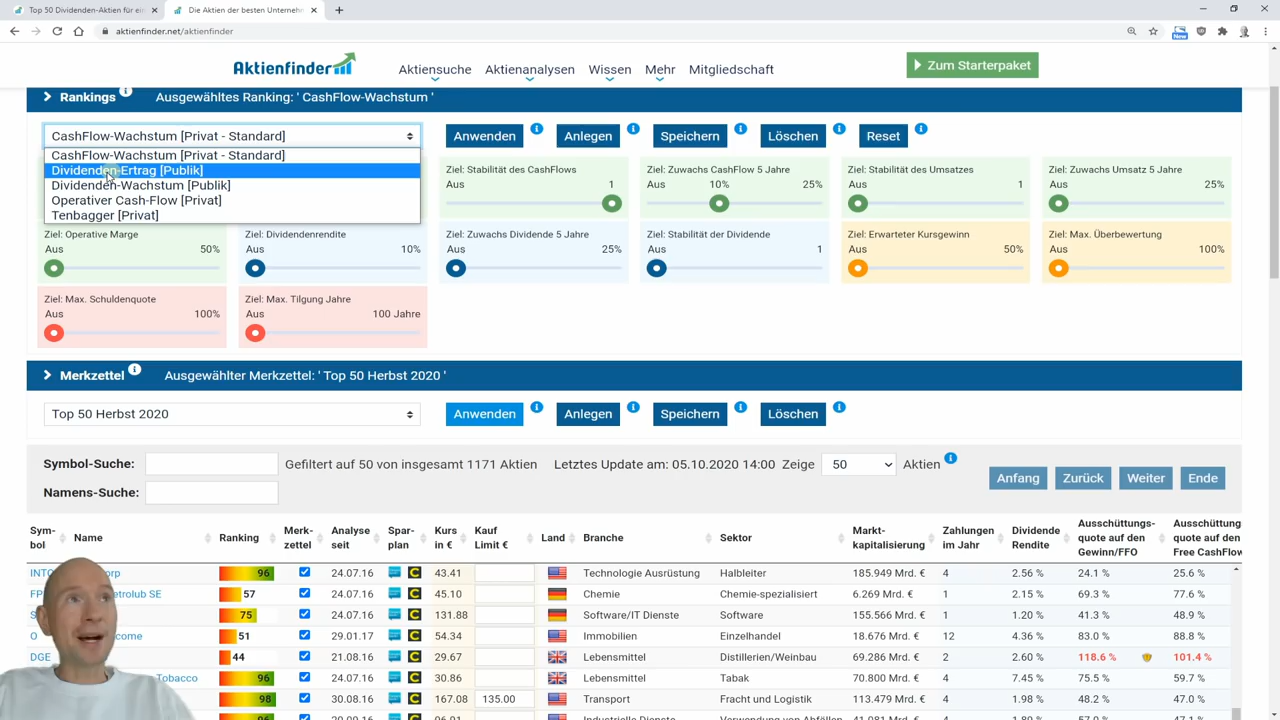 Top 50 Dividenden-Aktien für ei
Die Aktien der besten Unterneh
aktienfinder.net/aktienfinder
New
Aktienfinder
Aktiensuche
Aktienanalysen
Wissen
Mehr
Mitgliedschaft
Zum Starterpaket
Rankings
Ausgewähltes Ranking: ' CashFlow-Wachstum '
CashFlow-Wachstum [Privat - Standard]
Anwenden
Anlegen
Speichern
Löschen
Reset
CashFlow-Wachstum [Privat - Standard]
Dividenden-Ertrag [Publik]
Dividenden-Wachstum [Publik]
Operativer Cash-Flow [Privat]
Tenbagger [Privat]
Ziel: Stabilität des CashFlows
Aus 1
Ziel: Zuwachs CashFlow 5 Jahre
Aus 10% 25%
Ziel: Stabilität des Umsatzes
Aus 1
Ziel: Zuwachs Umsatz 5 Jahre
Aus 25%
Ziel: Operative Marge
Aus 50%
Ziel: Dividendenrendite
Aus 10%
Ziel: Zuwachs Dividende 5 Jahre
Aus 25%
Ziel: Stabilität der Dividende
Aus 1
Ziel: Erwarteter Kursgewinn
Aus 50%
Ziel: Max. Überbewertung
Aus 100%
Ziel: Max. Schuldenquote
Aus 100%
Ziel: Max. Tilgung Jahre
Aus 100 Jahre
Merkzettel
Ausgewählter Merkzettel: ' Top 50 Herbst 2020 '
Top 50 Herbst 2020
Anwenden
Anlegen
Speichern
Löschen
Symbol-Suche:
Gefiltert auf 50 von insgesamt 1171 Aktien
Letztes Update am: 05.10.2020 14:00
Zeige 50 Aktien
Anfang
Zurück
Weiter
Ende
Namens-Suche:
Sym-bol Name Ranking Merk-zettel Analyse seit Spar-plan Kurs in € Kauf Limit € Land Branche Sektor Markt-kapitalisierung Zahlungen im Jahr Dividende Rendite Ausschüttungs-quote auf den Gewinn/FFO Ausschüttung quote auf den Free CashFlow
INTC orp 96 24.07.16 C 43.41 Technologie Ausrüstung Halbleiter 185.949 Mrd. € 4 2.56 % 24.1 % 25.6 %
FP etrolub SE 57 24.07.16 C 45.10 Chemie Chemie-spezialisiert 6.269 Mrd. € 1 2.15 % 69.3 % 77.6 %
S 75 24.07.16 C 131.88 Software/IT Dienste Software 155.566 Mrd. € 1 1.20 % 41.3 % 48.9 %
O come 51 29.01.17 C 54.34 Immobilien Einzelhandel 18.676 Mrd. € 12 4.36 % 83.0 % 88.8 %
DGE 44 21.08.16 C 29.67 Lebensmittel Distillerien/Weinbau 69.286 Mrd. € 2 2.60 % 118.6 % 101.4 %
Tobacco 96 24.07.16 C 30.86 Lebensmittel Tabak 70.800 Mrd. € 4 7.45 % 75.5 % 59.7 %
98 30.08.16 C 167.08 135.00 Transport Fracht und Logistik 113.479 Mrd. € 4 1.98 % 48.2 % 47.0 %